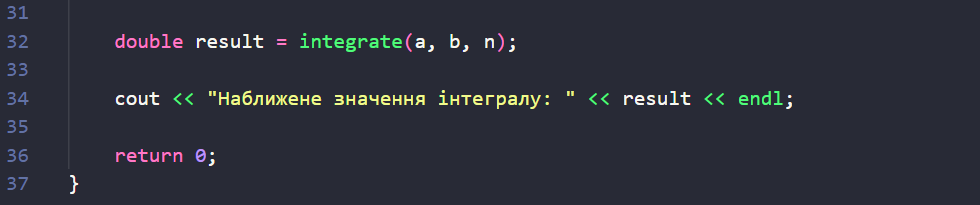 31
32 double result = integrate(a, b, n);
33
34 cout << "Наближене значення інтегралу: " << result << endl;
35
36 return 0;
37 }